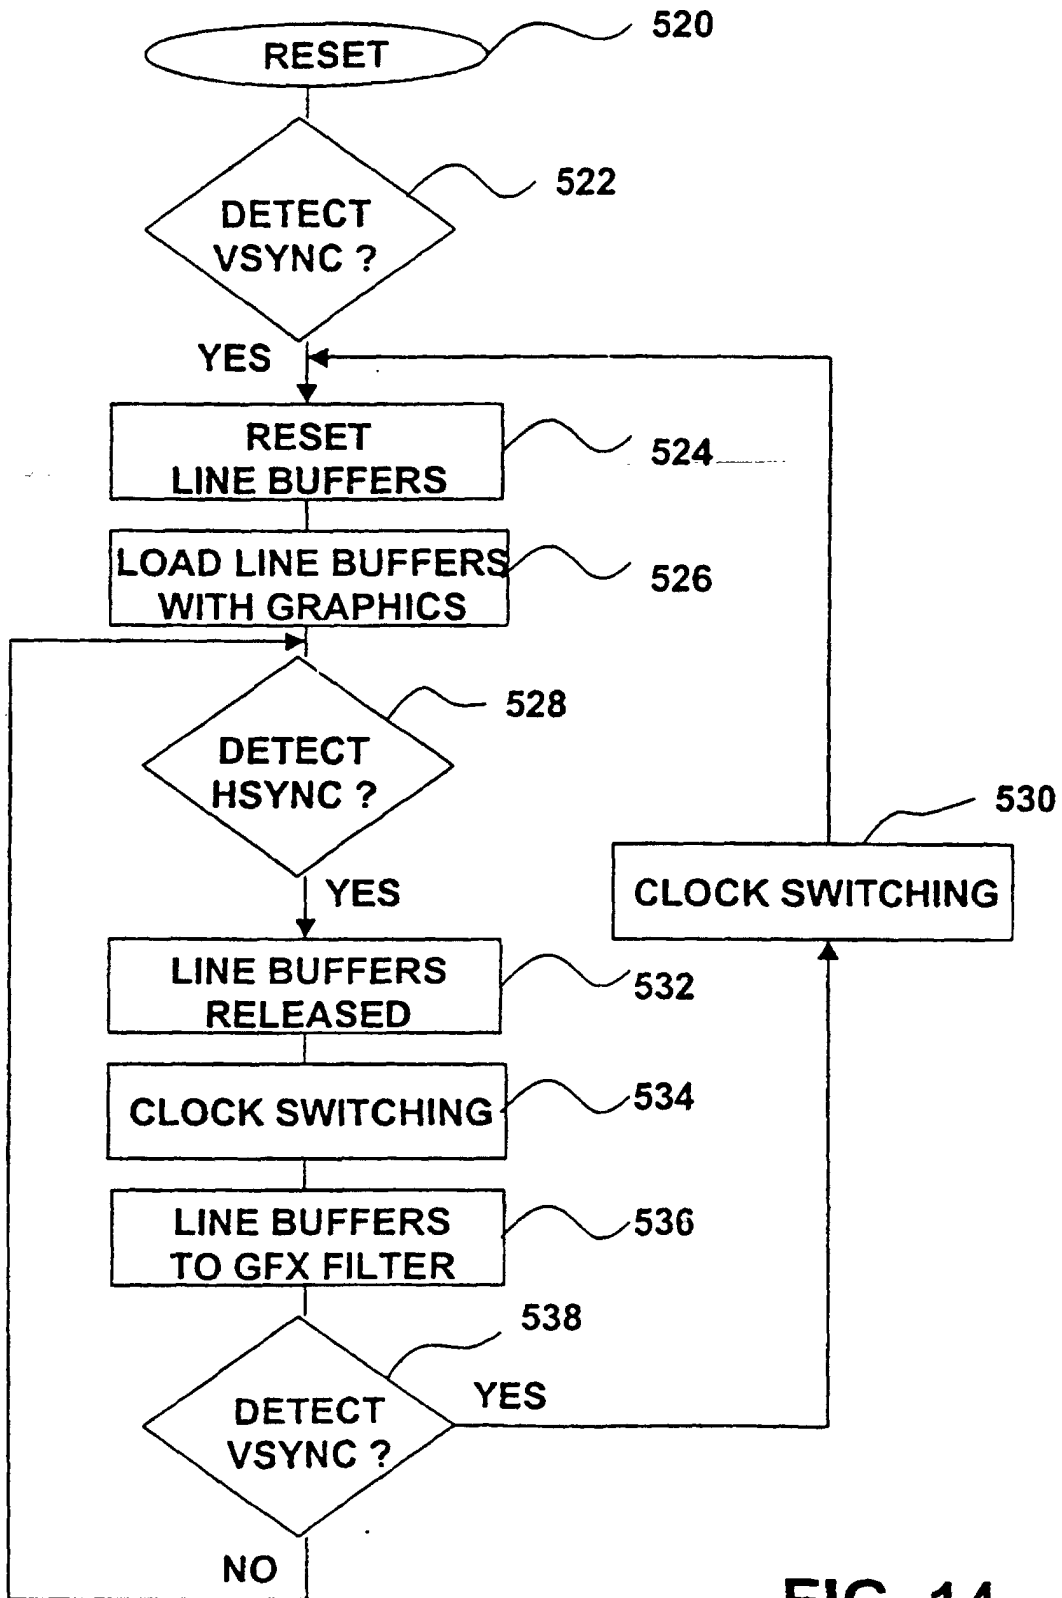 RESET
520
DETECT
VSYNC ?
522
YES
RESET
LINE BUFFERS
524
LOAD LINE BUFFERS
WITH GRAPHICS
526
DETECT
HSYNC ?
528
530
CLOCK SWITCHING
YES
LINE BUFFERS
RELEASED
532
CLOCK SWITCHING
534
LINE BUFFERS
TO GFX FILTER
536
538
DETECT
VSYNC ?
YES
NO
FIG. 14